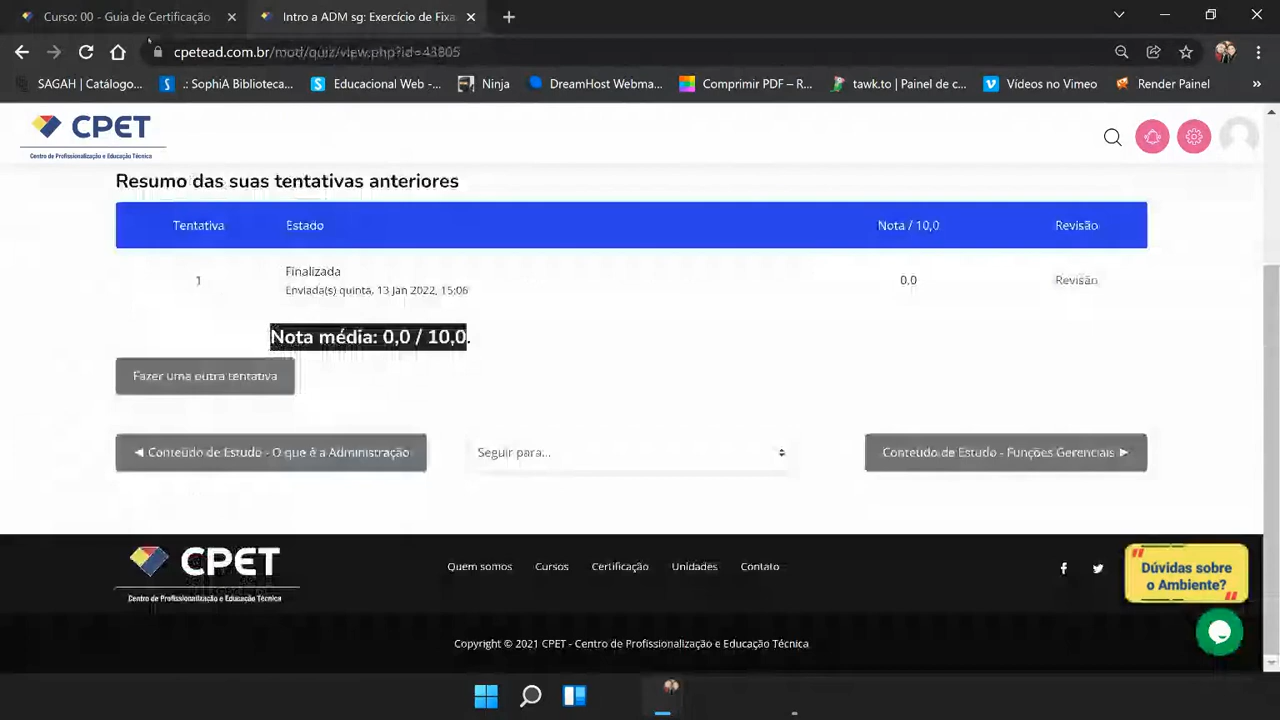 Curso: 00 - Guia de Certificação
Intro a ADM sg: Exercício de Fixa
cpetead.com.br/mod/quiz/view.php?id=43805
SAGAH | Catálogo...
.: SophiA Biblioteca...
Educacional Web -...
Ninja
DreamHost Webma...
Comprimir PDF – R...
tawk.to | Painel de c...
Vídeos no Vimeo
Render Panel
»
CPET
Centro de Profissionalização e Educação Técnica
Resumo das suas tentativas anteriores
Tentativa Estado Nota / 10,0 Revisão
1 Finalizada 0,0 Revisão
Enviada(s) quinta, 13 Jan 2022, 15:06
Nota média: 0,0 / 10,0.
Fazer uma outra tentativa
◄ Conteúdo de Estudo - O que é a Administração
Seguir para...
Conteúdo de Estudo - Funções Gerenciais ►
CPET
Centro de Profissionalização e Educação Técnica
Quem somos Cursos Certificação Unidades Contato
"Dúvidas sobre
o Ambiente?"
Copyright © 2021 CPET - Centro de Profissionalização e Educação Técnica